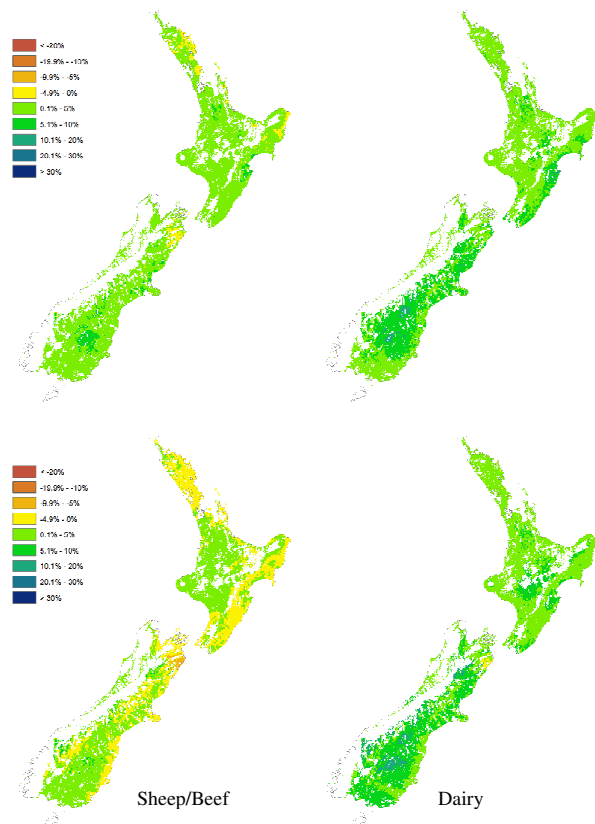 < -20%
-19.9% - -10%
-9.9% - -5%
-4.9% - 0%
0.1% - 5%
5.1% - 10%
10.1% - 20%
20.1% - 30%
> 30%
< -20%
-19.9% - -10%
-9.9% - -5%
-4.9% - 0%
0.1% - 5%
5.1% - 10%
10.1% - 20%
20.1% - 30%
> 30%
Sheep/Beef Dairy